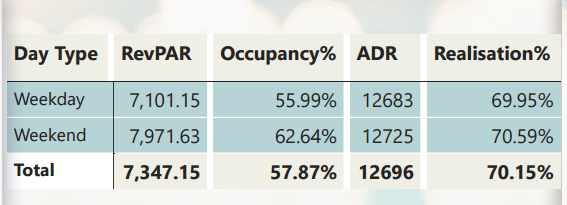 Day Type RevPAR Occupancy% ADR Realisation%
Weekday 7,101.15 55.99% 12683 69.95%
Weekend 7,971.63 62.64% 12725 70.59%
Total 7,347.15 57.87% 12696 70.15%